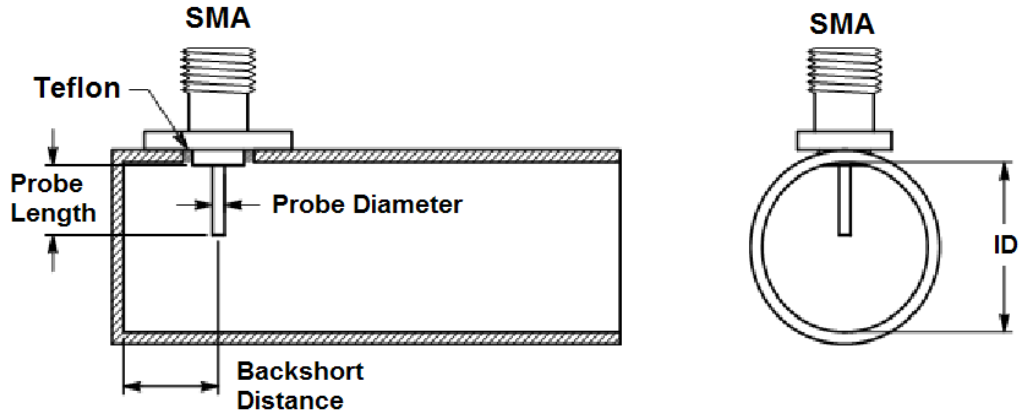 SMA
SMA
Teflon
Probe
Length
Probe Diameter
ID
Backshort
Distance